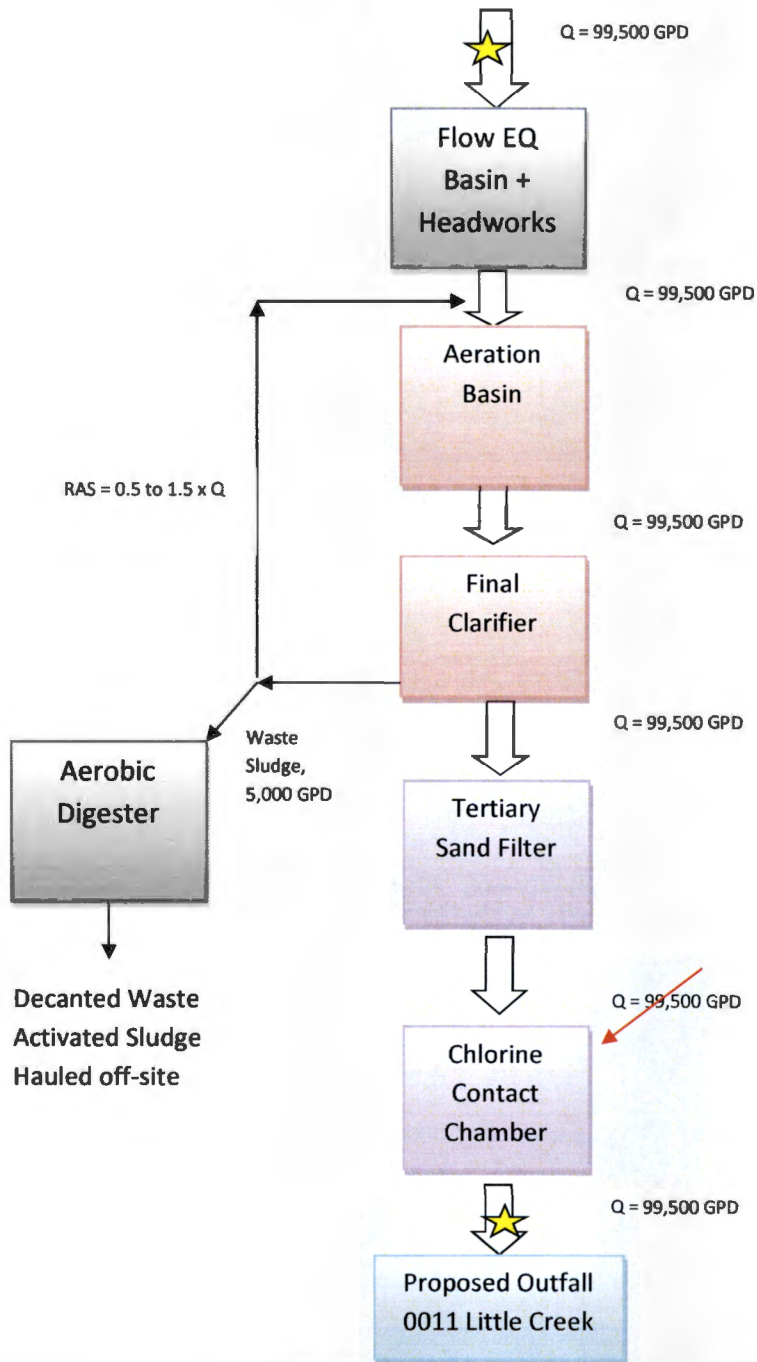 Q = 99,500 GPD
Flow EQ
Basin +
Headworks
Q = 99,500 GPD
Aeration
Basin
RAS = 0.5 to 1.5 x Q
Q = 99,500 GPD
Final
Clarifier
Q = 99,500 GPD
Waste
Sludge,
5,000 GPD
Aerobic
Digester
Tertiary
Sand Filter
Decanted Waste
Activated Sludge
Hauled off-site
Q = 99,500 GPD
Chlorine
Contact
Chamber
Q = 99,500 GPD
Proposed Outfall
0011 Little Creek